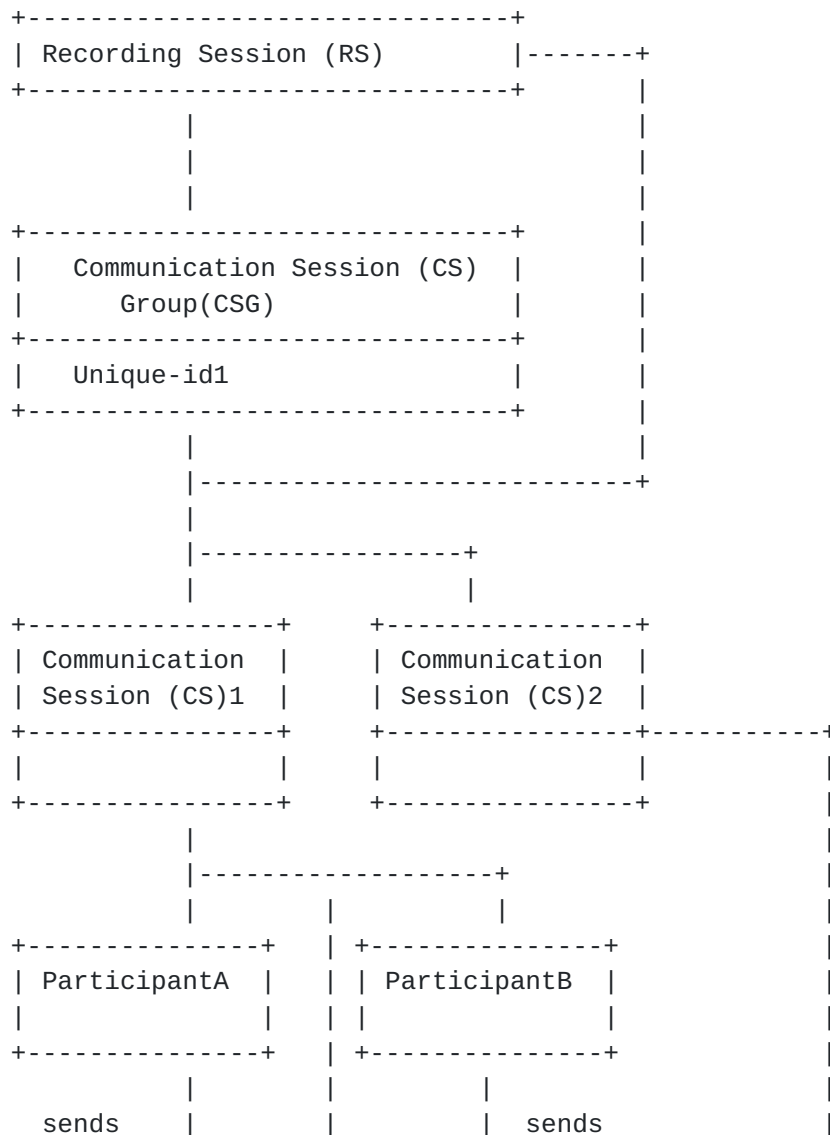 Recording Session (RS)
Communication Session (CS)
Group(CSG)
Unique-id1
Communication Communication
Session (CS)1 Session (CS)2
ParticipantA ParticipantB
sends sends